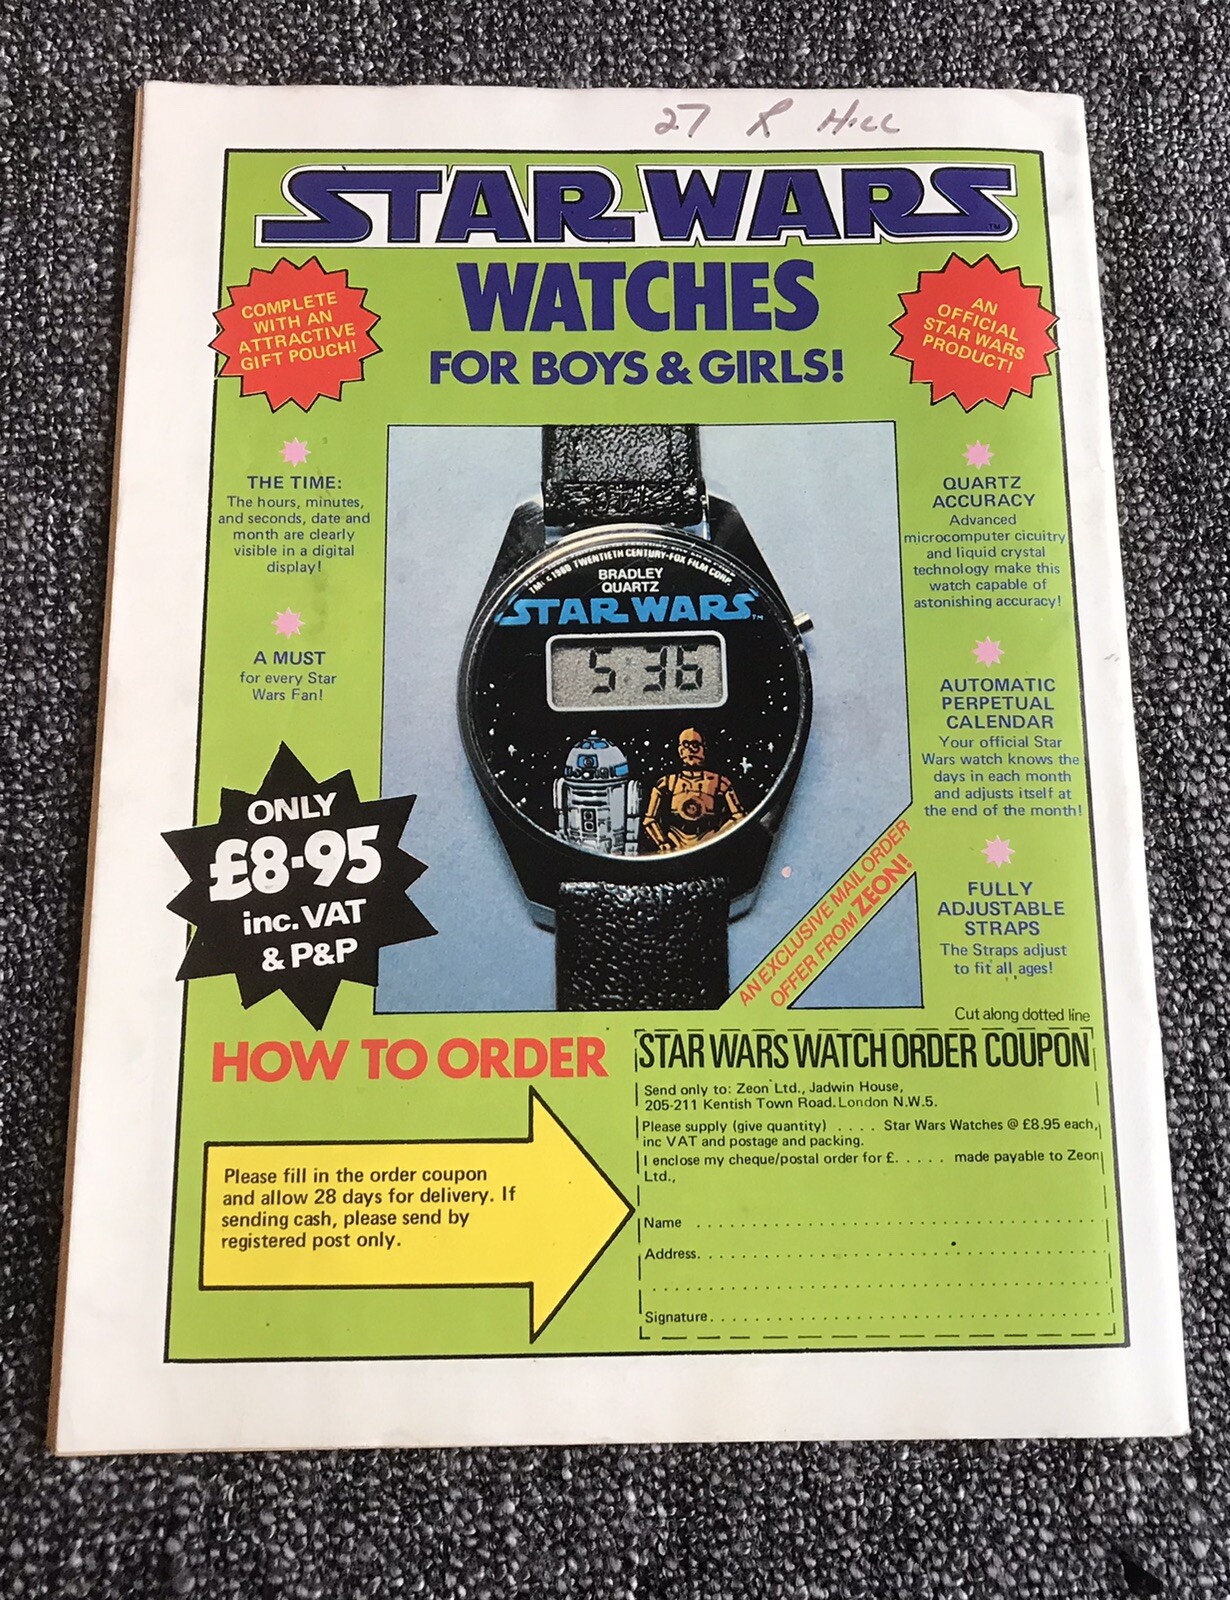 27 R Hill
STAR WARS™
WATCHES
FOR BOYS & GIRLS!
COMPLETE
WITH AN
ATTRACTIVE
GIFT POUCH!
AN
OFFICIAL
STAR WARS
PRODUCT!
THE TIME:
The hours, minutes,
and seconds, date and
month are clearly
visible in a digital
display!
A MUST
for every Star
Wars Fan!
TM: © 1980 TWENTIETH CENTURY-FOX FILM CORP.
BRADLEY
QUARTZ
STAR WARS™
5:36
QUARTZ
ACCURACY
Advanced
microcomputer cicuitry
and liquid crystal
technology make this
watch capable of
astonishing accuracy!
AUTOMATIC
PERPETUAL
CALENDAR
Your official Star
Wars watch knows the
days in each month
and adjusts itself at
the end of the month!
FULLY
ADJUSTABLE
STRAPS
The Straps adjust
to fit all ages!
ONLY
£8·95
inc. VAT
& P&P
AN EXCLUSIVE MAIL ORDER
OFFER FROM ZEON!
HOW TO ORDER
Please fill in the order coupon
and allow 28 days for delivery. If
sending cash, please send by
registered post only.
Cut along dotted line
STAR WARS WATCH ORDER COUPON
Send only to: Zeon Ltd., Jadwin House,
205-211 Kentish Town Road. London N.W.5.
Please supply (give quantity) . . . . Star Wars Watches @ £8.95 each,
inc VAT and postage and packing.
I enclose my cheque/postal order for £. . . . . made payable to Zeon
Ltd.,
Name
Address
Signature